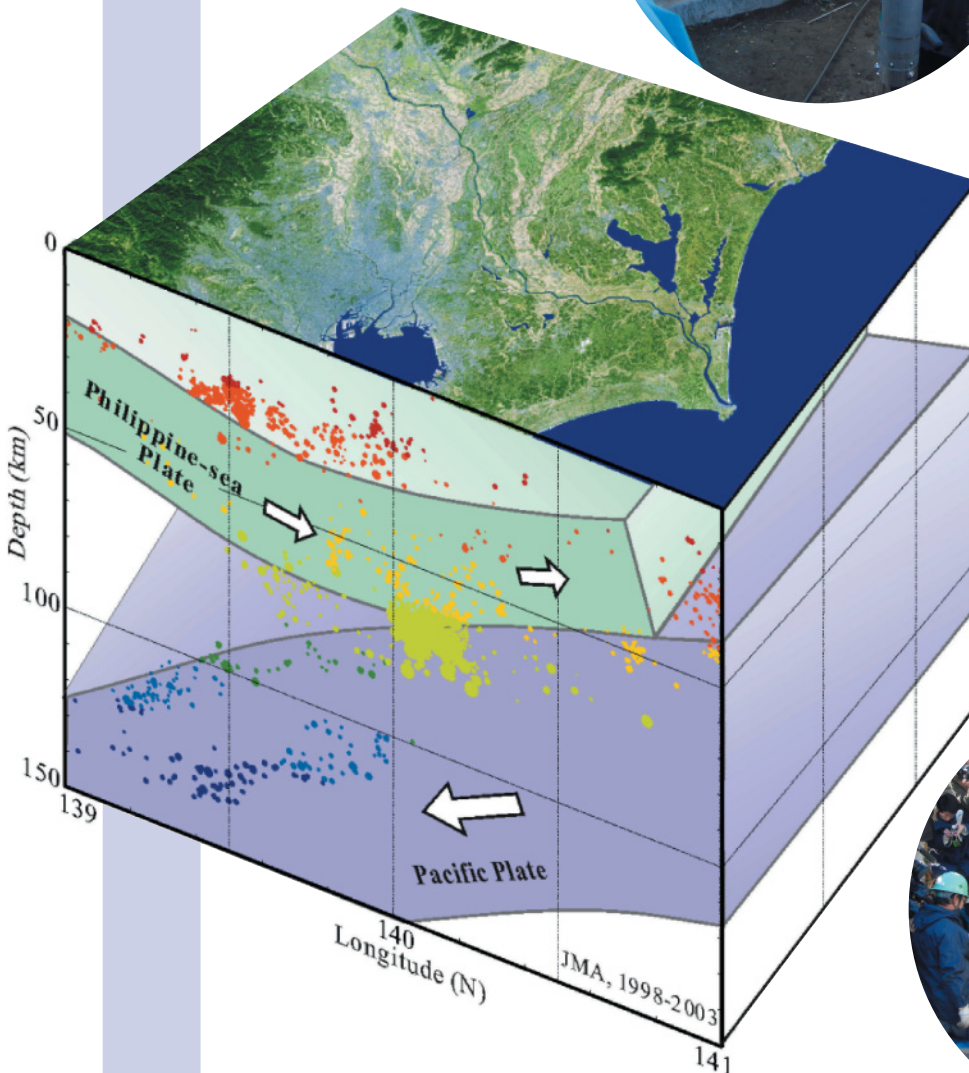 0
50
100
150
Depth (km)
Philippine-sea
Plate
Pacific Plate
139
140
141
Longitude (N)
JMA, 1998-2003